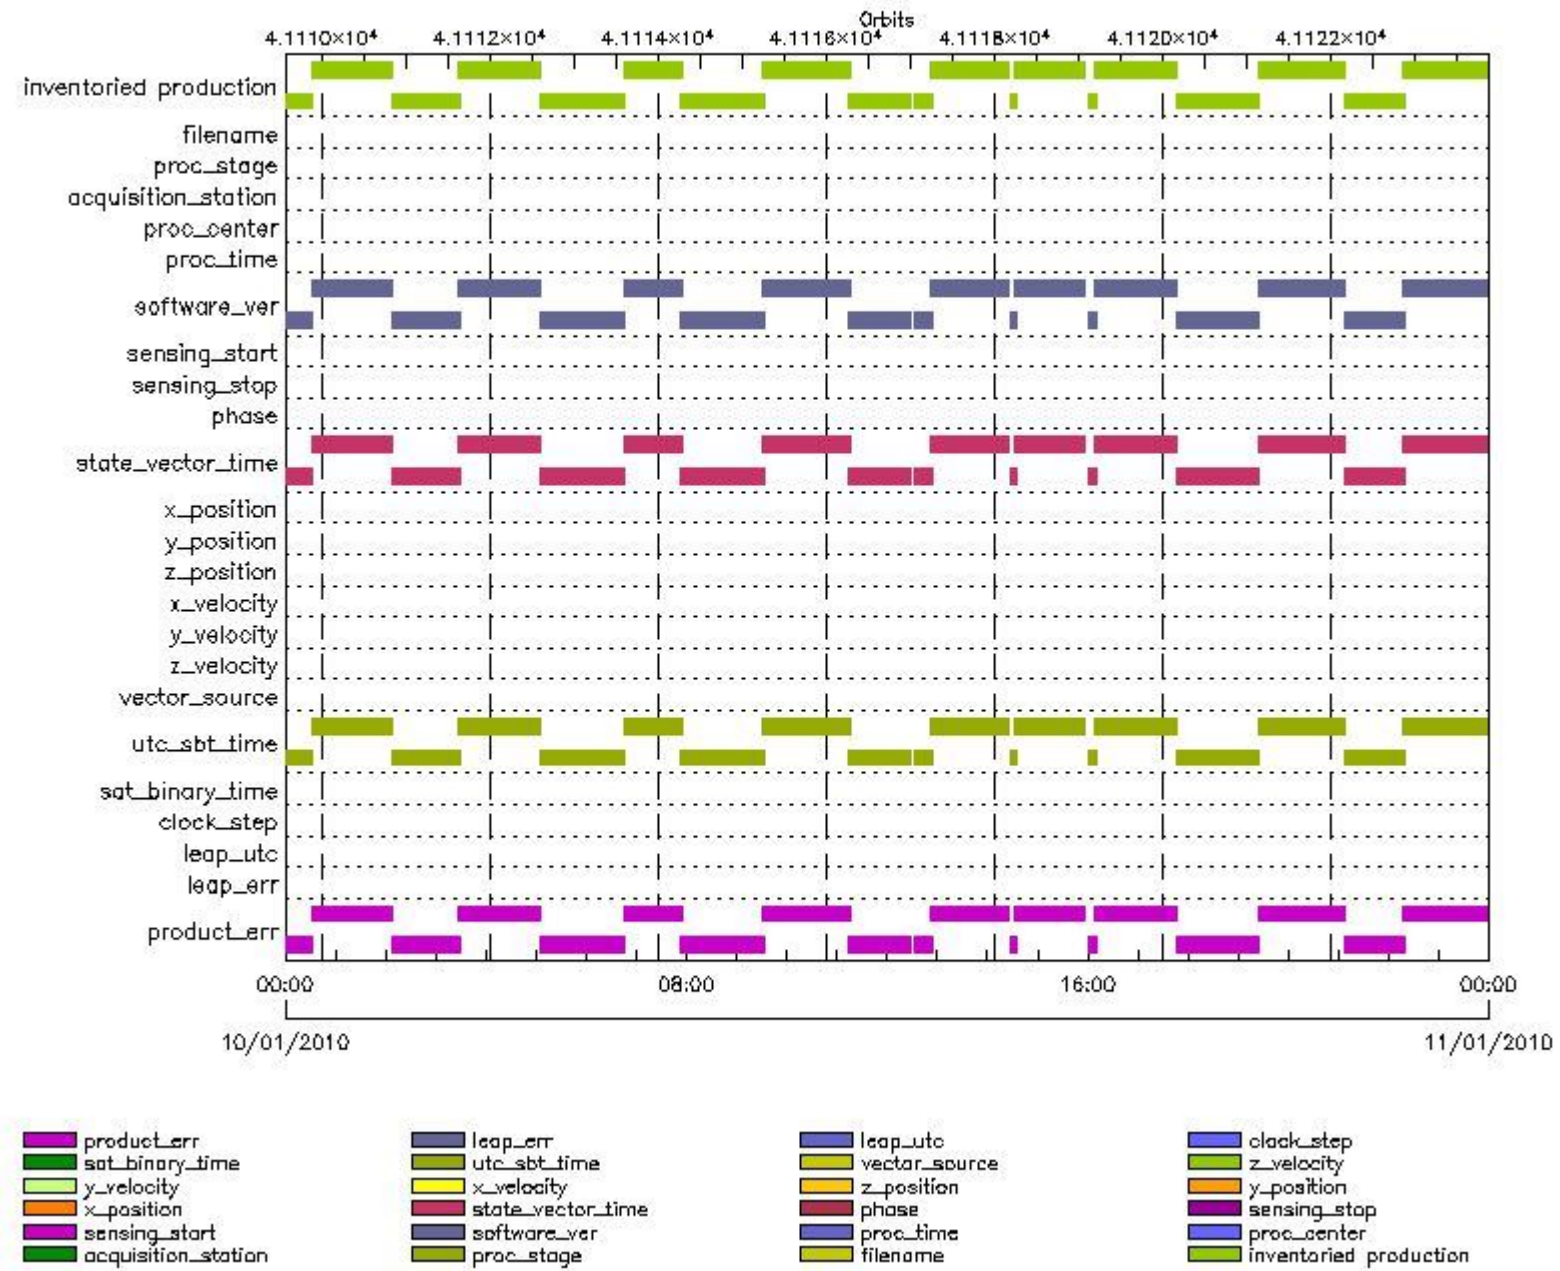 Orbits
4.1110×10⁴ 4.1112×10⁴ 4.1114×10⁴ 4.1116×10⁴ 4.1118×10⁴ 4.1120×10⁴ 4.1122×10⁴
inventoried production
filename
proc_stage
acquisition_station
proc_center
proc_time
software_ver
sensing_start
sensing_stop
phase
state_vector_time
x_position
y_position
z_position
x_velocity
y_velocity
z_velocity
vector_source
utc_sbt_time
sat_binary_time
clock_step
leap_utc
leap_err
product_err
00:00 08:00 16:00 00:00
10/01/2010 11/01/2010
product_err leap_err leap_utc clock_step
sat_binary_time utc_sbt_time vector_source z_velocity
y_velocity x_velocity z_position y_position
x_position state_vector_time phase sensing_stop
sensing_start software_ver proc_time proc_center
acquisition_station proc_stage filename inventoried production